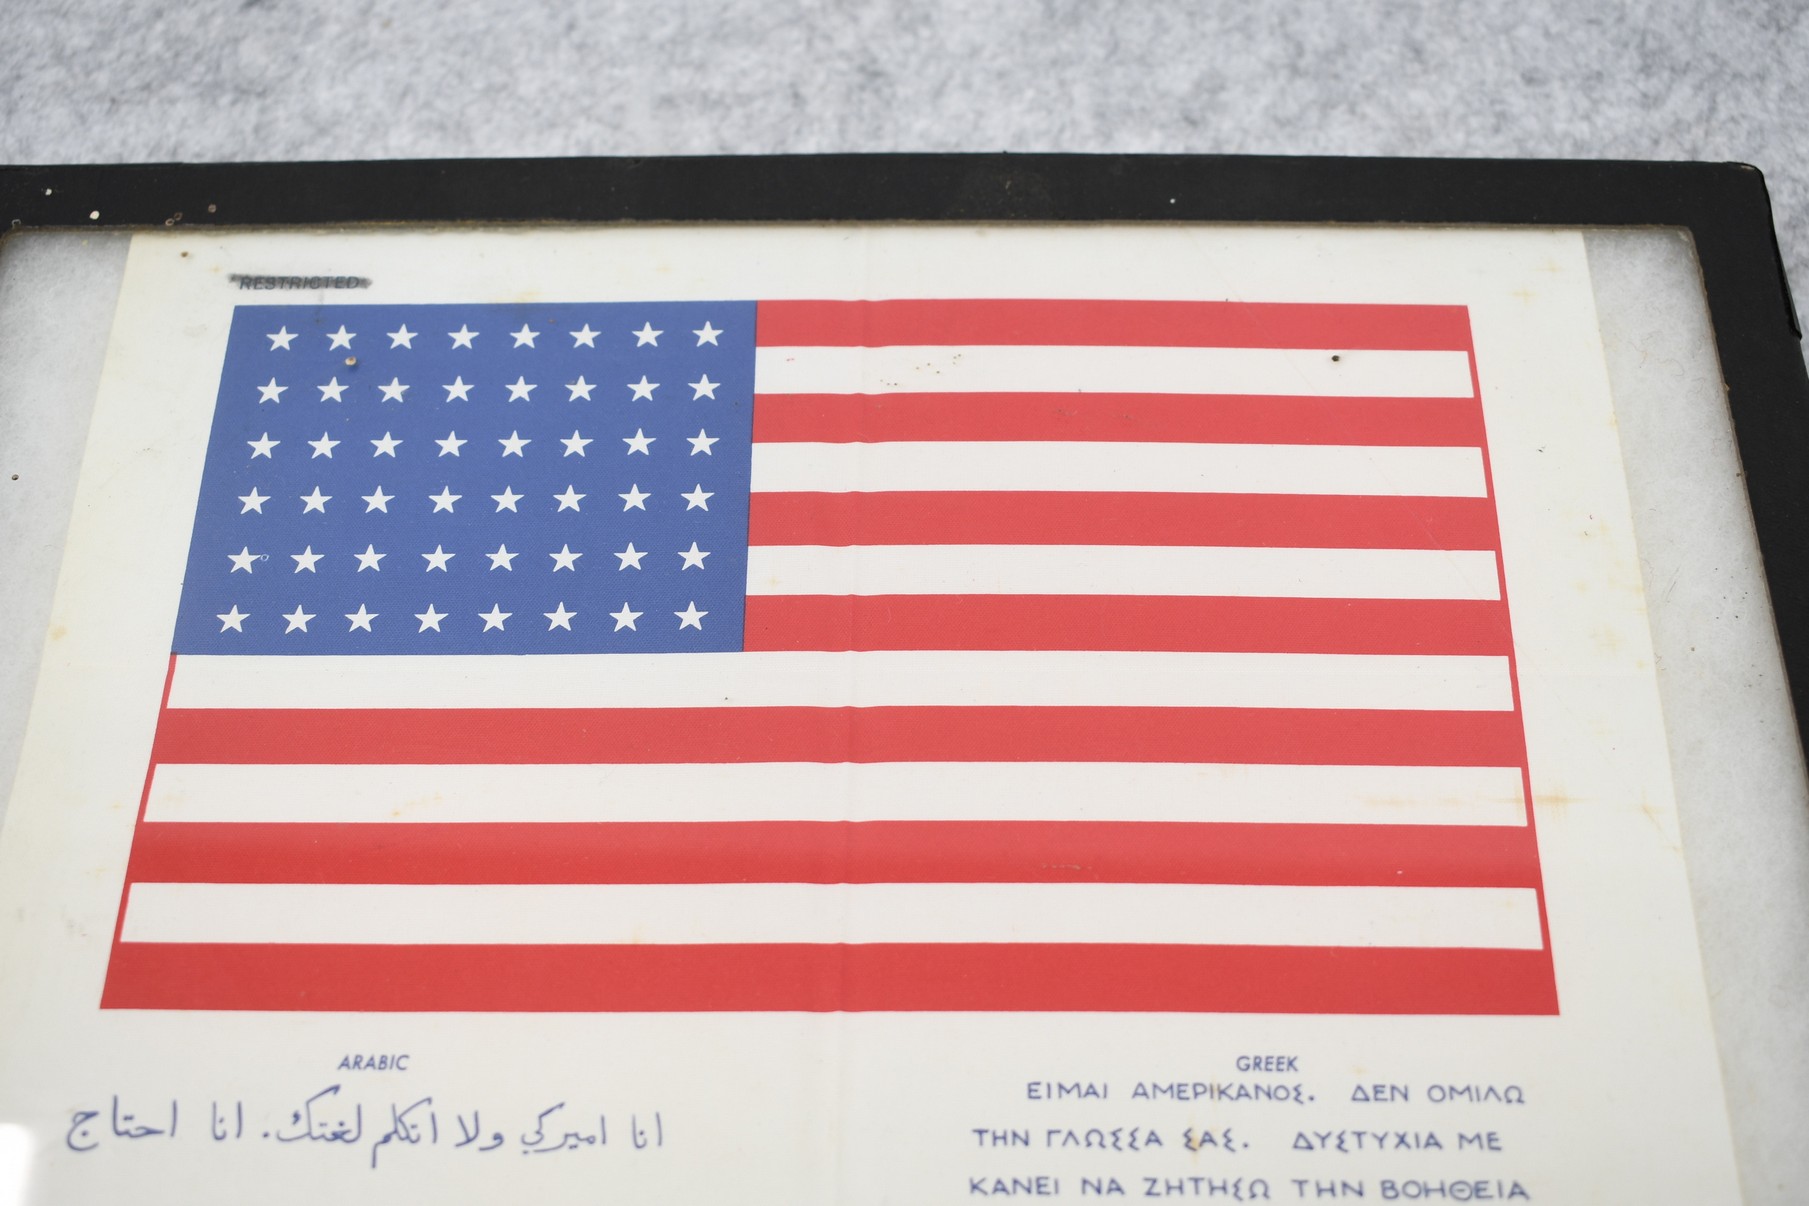 RESTRICTED
ARABIC
انا اميركي ولا اتكلم لغتك. انا احتاج
GREEK
ΕΙΜΑΙ ΑΜΕΡΙΚΑΝΟΣ. ΔΕΝ ΟΜΙΛΩ
ΤΗΝ ΓΛΩΣΣΑ ΣΑΣ. ΔΥΣΤΥΧΙΑ ΜΕ
ΚΑΝΕΙ ΝΑ ΖΗΤΗΣΩ ΤΗΝ ΒΟΗΘΕΙΑ